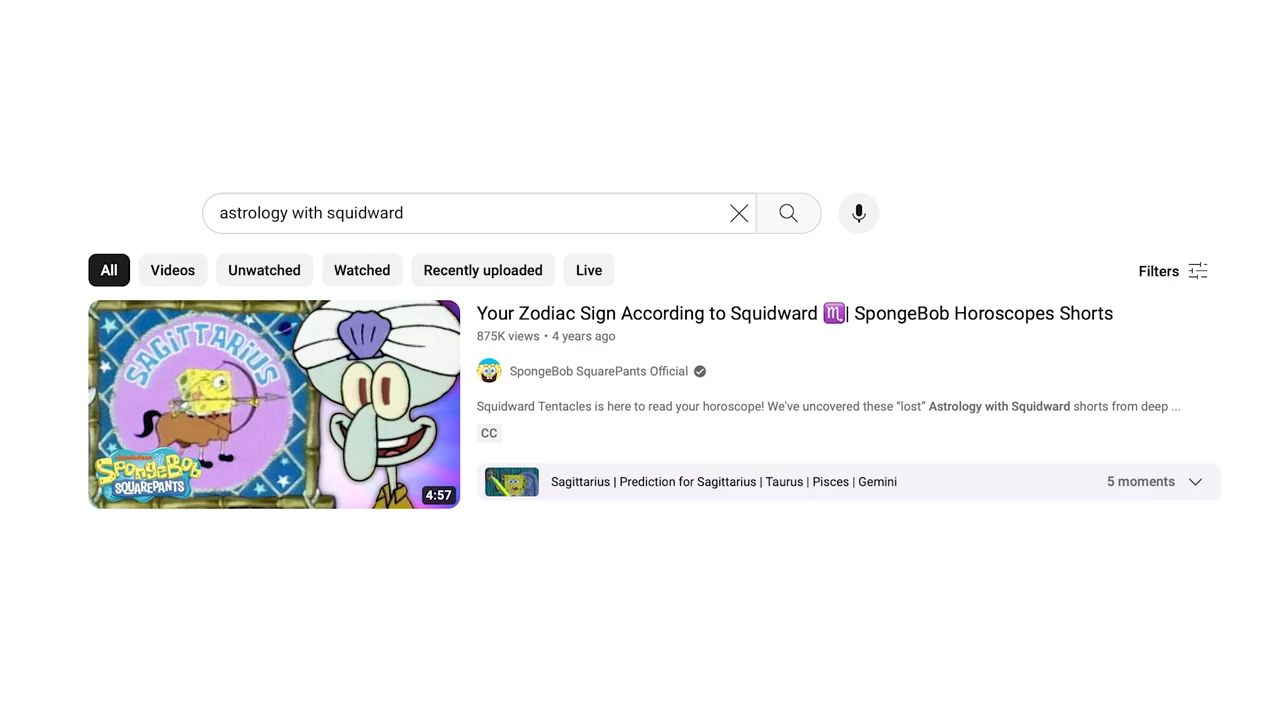 astrology with squidward
All Videos Unwatched Watched Recently uploaded Live Filters
SAGITTARIUS
nickelodeon
SPONGEBOB
SQUAREPANTS
4:57
Your Zodiac Sign According to Squidward ♏| SpongeBob Horoscopes Shorts
875K views • 4 years ago
SpongeBob SquarePants Official
Squidward Tentacles is here to read your horoscope! We've uncovered these “lost” Astrology with Squidward shorts from deep ...
CC
Sagittarius | Prediction for Sagittarius | Taurus | Pisces | Gemini 5 moments